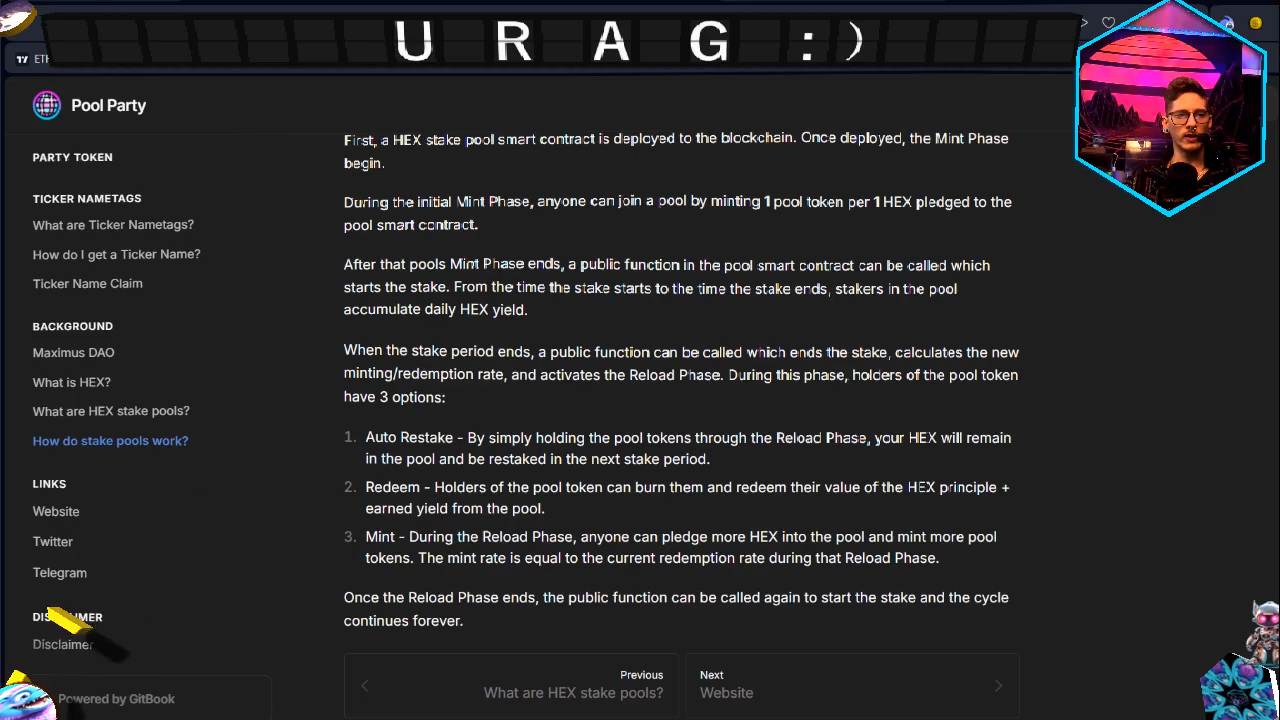 U R A G : )
ETH
Pool Party
PARTY TOKEN
TICKER NAMETAGS
What are Ticker Nametags?
How do I get a Ticker Name?
Ticker Name Claim
BACKGROUND
Maximus DAO
What is HEX?
What are HEX stake pools?
How do stake pools work?
LINKS
Website
Twitter
Telegram
DISCLAIMER
Disclaimer
Powered by GitBook
First, a HEX stake pool smart contract is deployed to the blockchain. Once deployed, the Mint Phase
begin.
During the initial Mint Phase, anyone can join a pool by minting 1 pool token per 1 HEX pledged to the
pool smart contract.
After that pools Mint Phase ends, a public function in the pool smart contract can be called which
starts the stake. From the time the stake starts to the time the stake ends, stakers in the pool
accumulate daily HEX yield.
When the stake period ends, a public function can be called which ends the stake, calculates the new
minting/redemption rate, and activates the Reload Phase. During this phase, holders of the pool token
have 3 options:
1. Auto Restake - By simply holding the pool tokens through the Reload Phase, your HEX will remain
in the pool and be restaked in the next stake period.
2. Redeem - Holders of the pool token can burn them and redeem their value of the HEX principle +
earned yield from the pool.
3. Mint - During the Reload Phase, anyone can pledge more HEX into the pool and mint more pool
tokens. The mint rate is equal to the current redemption rate during that Reload Phase.
Once the Reload Phase ends, the public function can be called again to start the stake and the cycle
continues forever.
Previous
What are HEX stake pools?
Next
Website